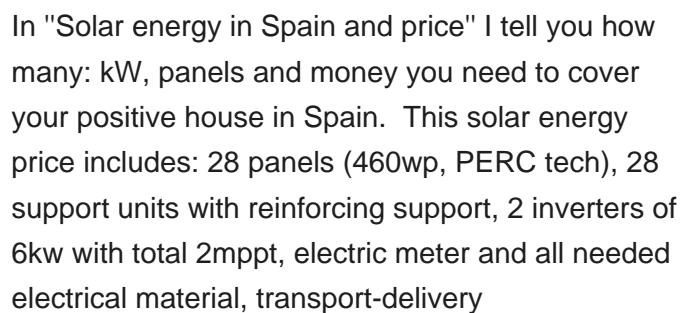 In "Solar energy in Spain and price" I tell you how
many: kW, panels and money you need to cover
your positive house in Spain.  This solar energy
price includes: 28 panels (460wp, PERC tech), 28
support units with reinforcing support, 2 inverters of
6kw with total 2mppt, electric meter and all needed
electrical material, transport-delivery